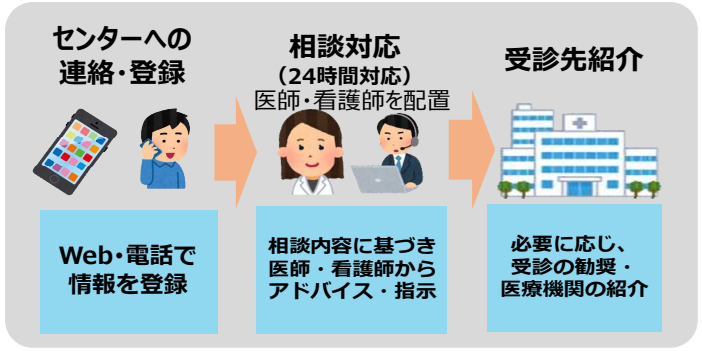 センターへの
連絡・登録
相談対応
（24時間対応）
医師・看護師を配置
受診先紹介
Web・電話で
情報を登録
相談内容に基づき
医師・看護師から
アドバイス・指示
必要に応じ、
受診の勧奨・
医療機関の紹介